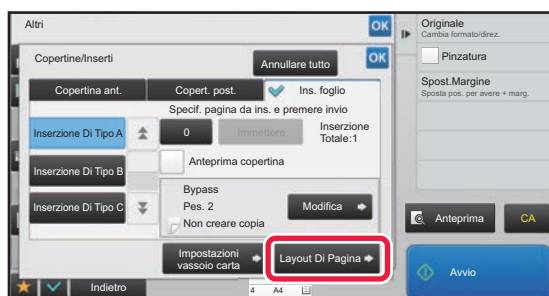 Altri
OK
Copertine/Inserti
Annullare tutto
OK
Copertina ant.
Copert. post.
Ins. foglio
Specif. pagina da ins. e premere invio
Inserzione Di Tipo A
0
Immettere
Inserzione
Totale:1
Anteprima copertina
Inserzione Di Tipo B
Bypass
Pes. 2
Non creare copia
Modifica
Inserzione Di Tipo C
Impostazioni
vassoio carta
Layout Di Pagina
Indietro
4
A4
Originale
Cambia formato/direz.
Pinzatura
Spost.Margine
Sposta pos. per avere + marg.
Anteprima
CA
Avvio